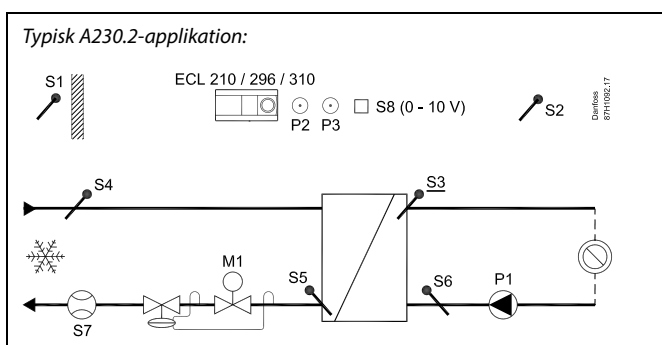 Typisk A230.2-applikation:
S1
ECL 210 / 296 / 310
P2 P3
S8 (0 - 10 V)
S2
Danfoss
87H1092.17
S4
S3
M1
S5
S6
P1
S7